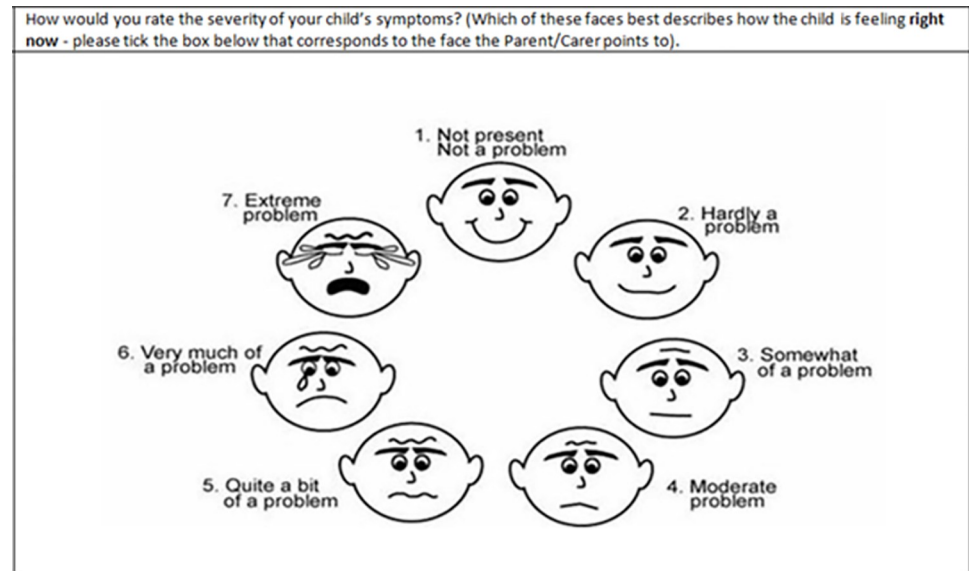 How would you rate the severity of your child's symptoms? (Which of these faces best describes how the child is feeling right
now - please tick the box below that corresponds to the face the Parent/Carer points to).
1. Not present
Not a problem
2. Hardly a
problem
3. Somewhat
of a problem
4. Moderate
problem
5. Quite a bit
of a problem
6. Very much of
a problem
7. Extreme
problem